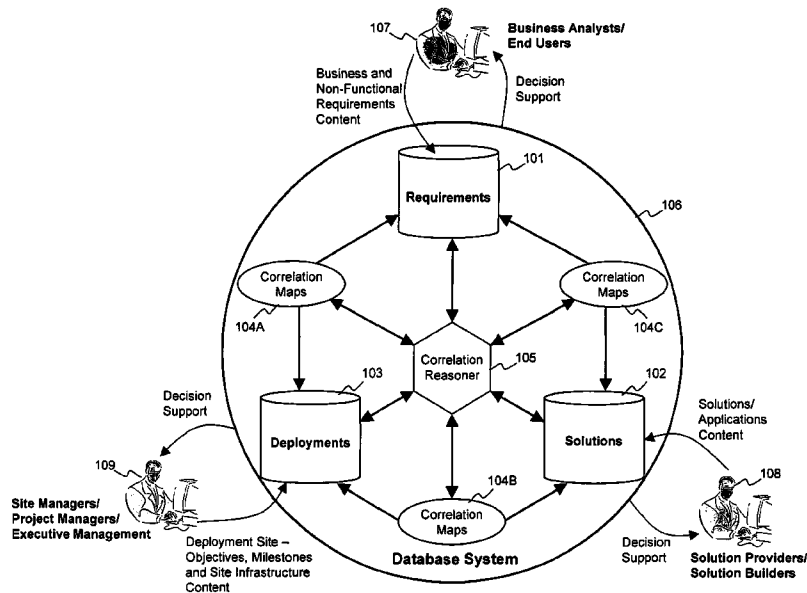 107
Business Analysts/
End Users
Business and
Non-Functional
Requirements
Content
Decision
Support
101
Requirements
106
Correlation
Maps
104A
Correlation
Maps
104C
Correlation
Reasoner
105
103
Deployments
102
Solutions
Decision
Support
109
Site Managers/
Project Managers/
Executive Management
Deployment Site –
Objectives, Milestones
and Site Infrastructure
Content
104B
Correlation
Maps
Database System
Solutions/
Applications
Content
108
Decision
Support
Solution Providers/
Solution Builders